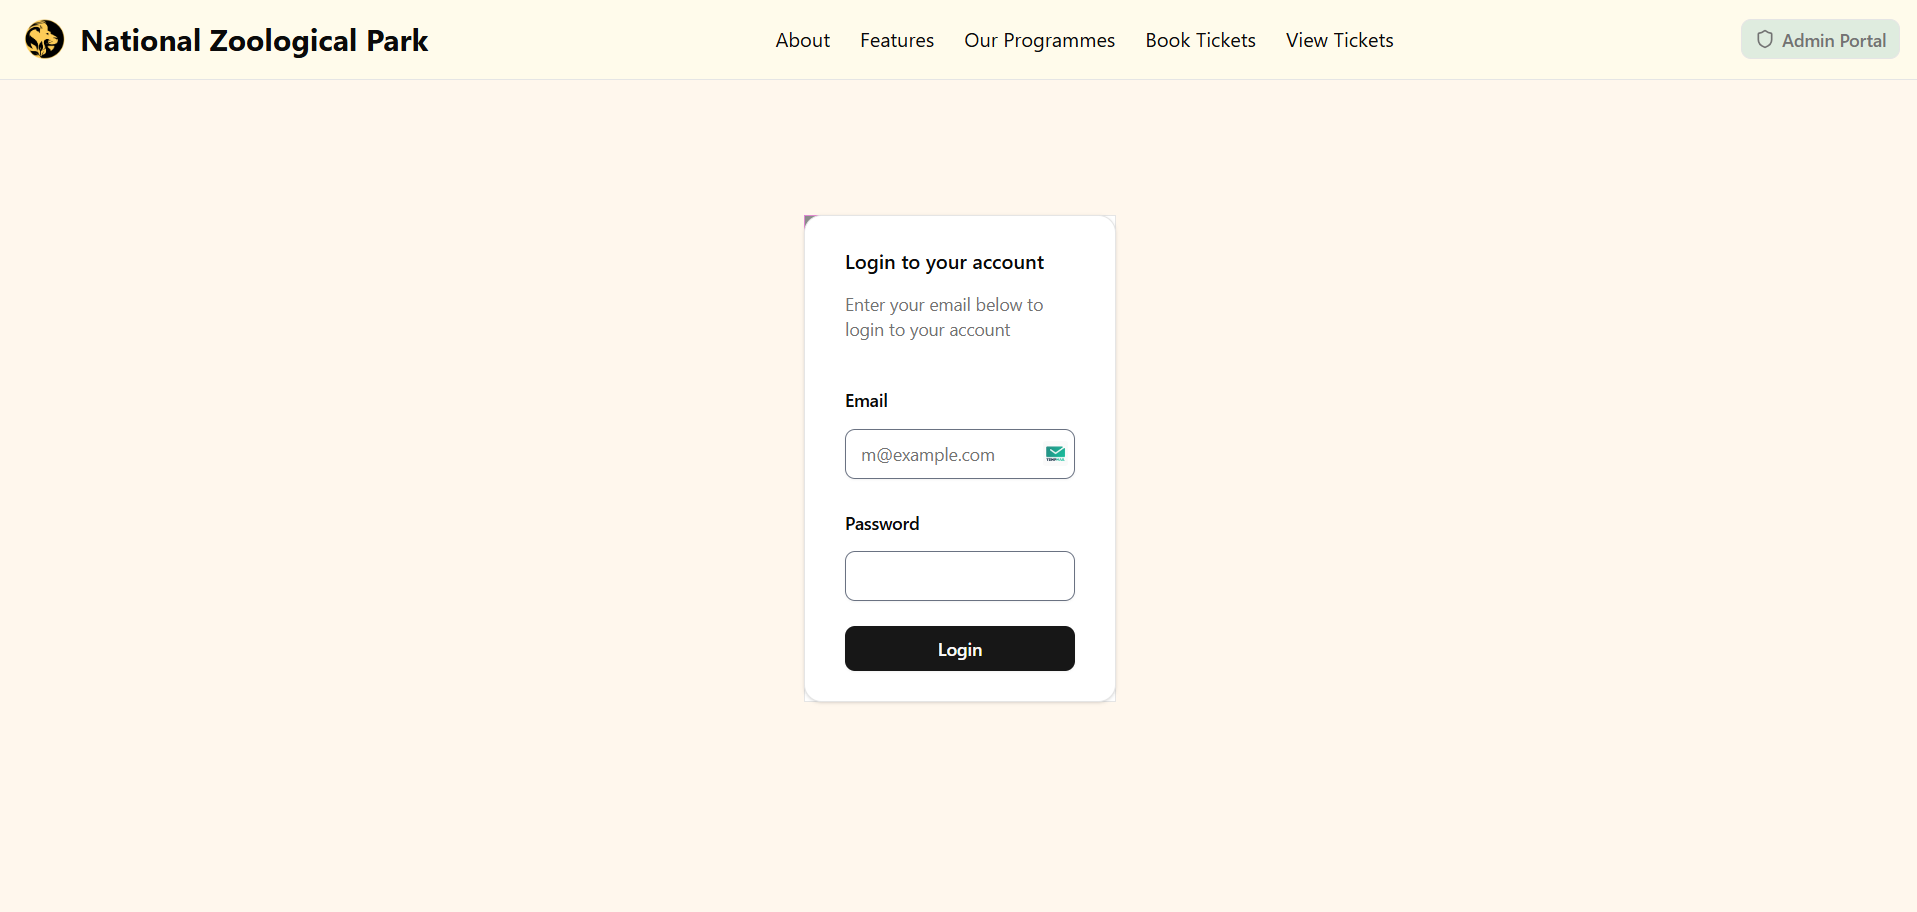 National Zoological Park
About
Features
Our Programmes
Book Tickets
View Tickets
Admin Portal
Login to your account
Enter your email below to
login to your account
Email
m@example.com
Password
Login